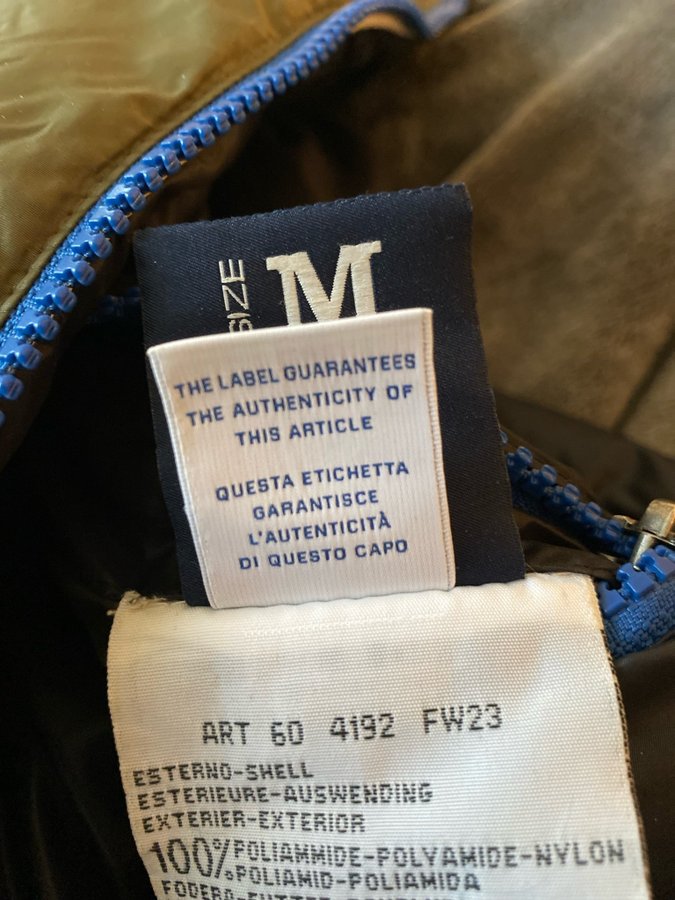 SIZE
M
THE LABEL GUARANTEES
THE AUTHENTICITY OF
THIS ARTICLE
QUESTA ETICHETTA
GARANTISCE
L'AUTENTICITÀ
DI QUESTO CAPO
ART 60 4192 FW23
ESTERNO-SHELL
ESTERIEURE-AUSWENDING
EXTERIER-EXTERIOR
100% POLIAMMIDE-POLYAMIDE-NYLON
POLIAMID-POLIAMIDA